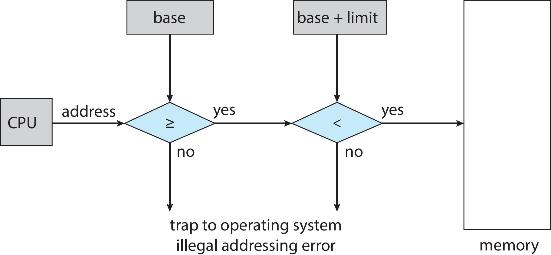 base
base + limit
CPU
address
≥
yes
<
yes
no
no
trap to operating system
illegal addressing error
memory